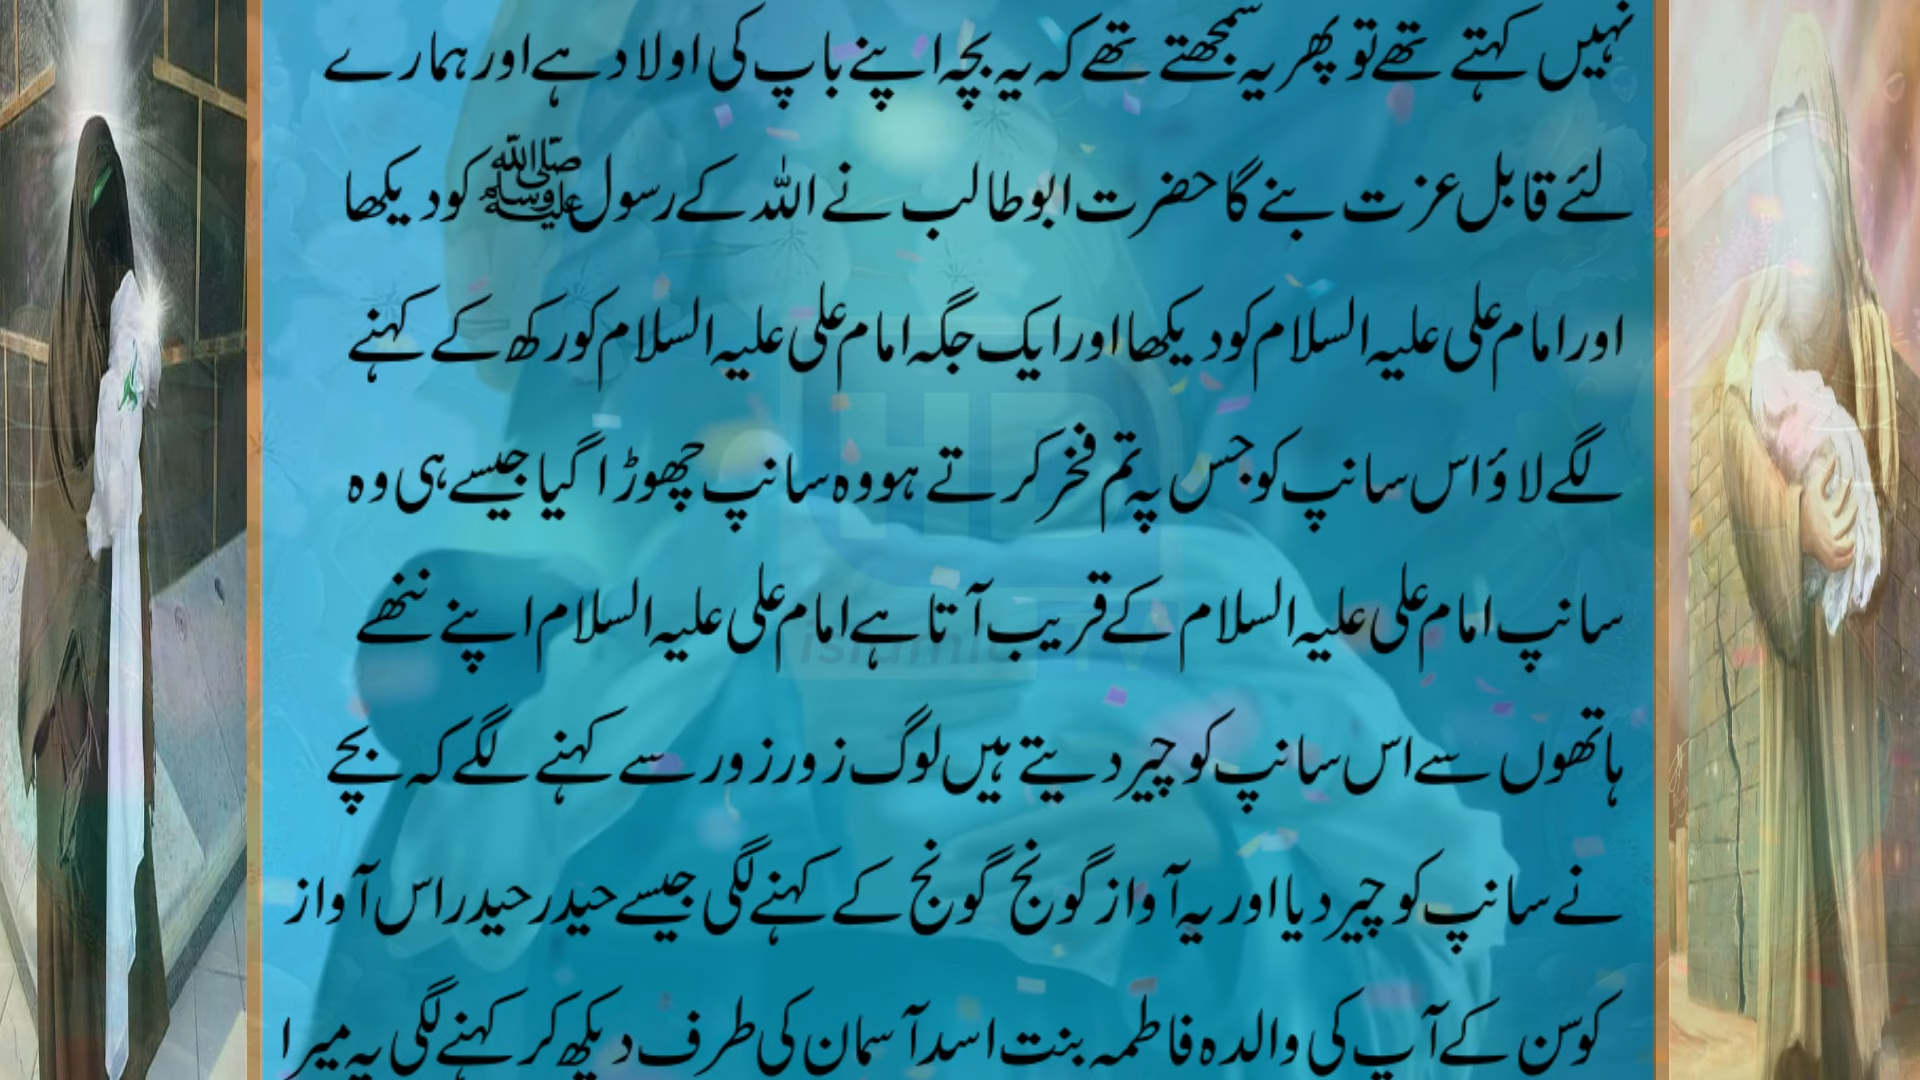 نہیں کہتے تھے تو پھر یہ سمجھتے تھے کہ یہ بچہ اپنے باپ کی اولاد ہے اور ہمارے
لئے قابل عزت بنے گا حضرت ابو طالب نے اللہ کے رسول ﷺ کو دیکھا
اور امام علی علیہ السلام کو دیکھا اور ایک جگہ امام علی علیہ السلام کو رکھ کے کہنے
لگے لاؤ اس سانپ کو جس پہ تم فخر کرتے ہو وہ سانپ چھوڑا گیا جیسے ہی وہ
سانپ امام علی علیہ السلام کے قریب آتا ہے امام علی علیہ السلام اپنے ننھے
ہاتھوں سے اس سانپ کو چیر دیتے ہیں لوگ زور زور سے کہنے لگے کہ بچے
نے سانپ کو چیر دیا اور یہ آواز گونج گونج کے کہنے لگی جیسے حیدر حیدر اس آواز
کو سن کے آپ کی والدہ فاطمہ بنت اسد آسمان کی طرف دیکھ کر کہنے لگی یہ میرا
HD
islamic TV